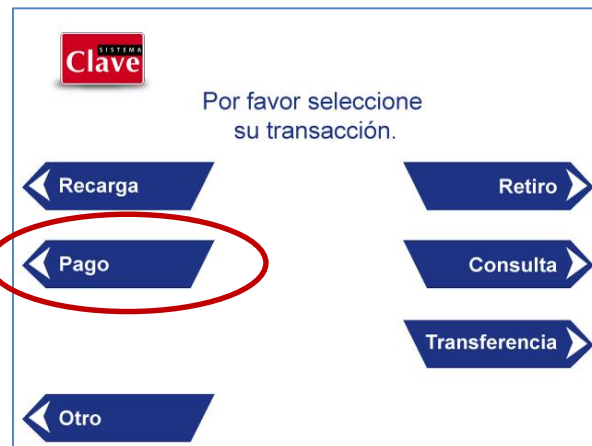 SISTEMA
Clave
Por favor seleccione
su transacción.
Recarga
Retiro
Pago
Consulta
Transferencia
Otro